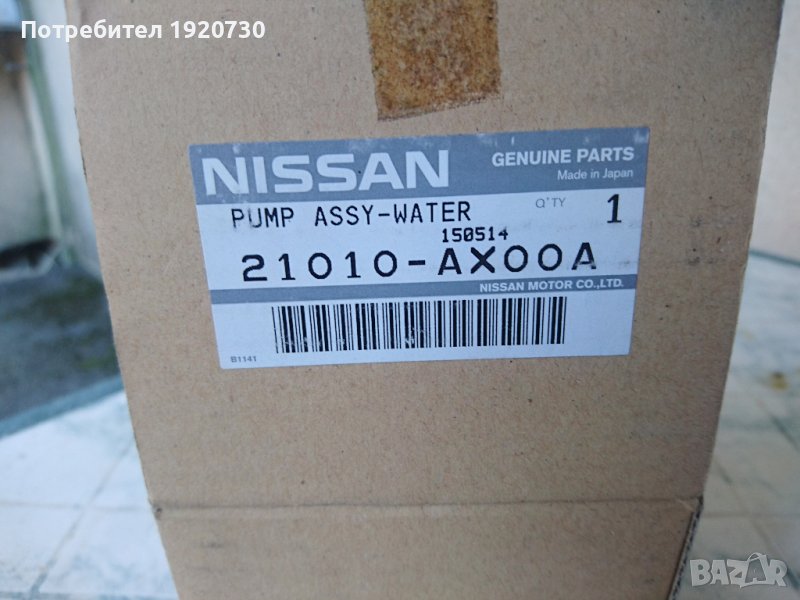 Потребител 1920730
NISSAN GENUINE PARTS
Made in Japan
PUMP ASSY-WATER Q'TY 1
150514
21010-AX00A
NISSAN MOTOR CO.,LTD.
B1141
BAZAR